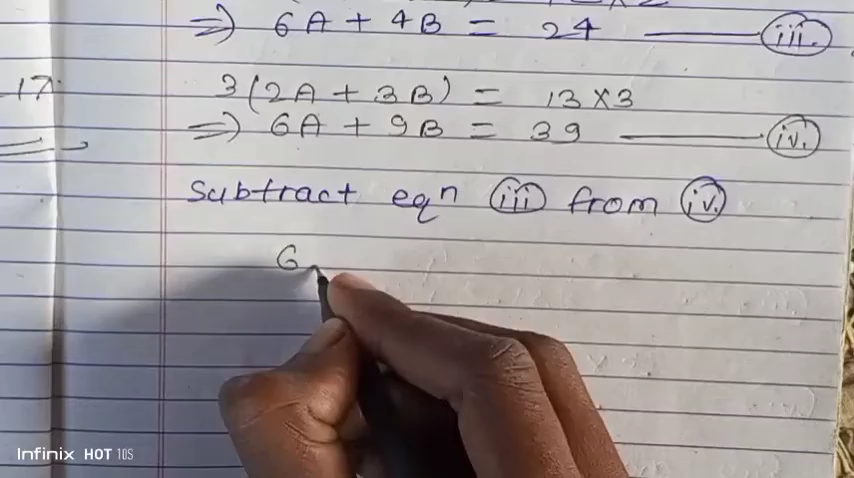 ⇒ 6A + 4B = 24 —— (iii.)
17.
3(2A + 3B) = 13 × 3
⇒ 6A + 9B = 39 —— (iv.)
Subtract eqn (iii) from (iv.)
6
Infinix HOT 10S